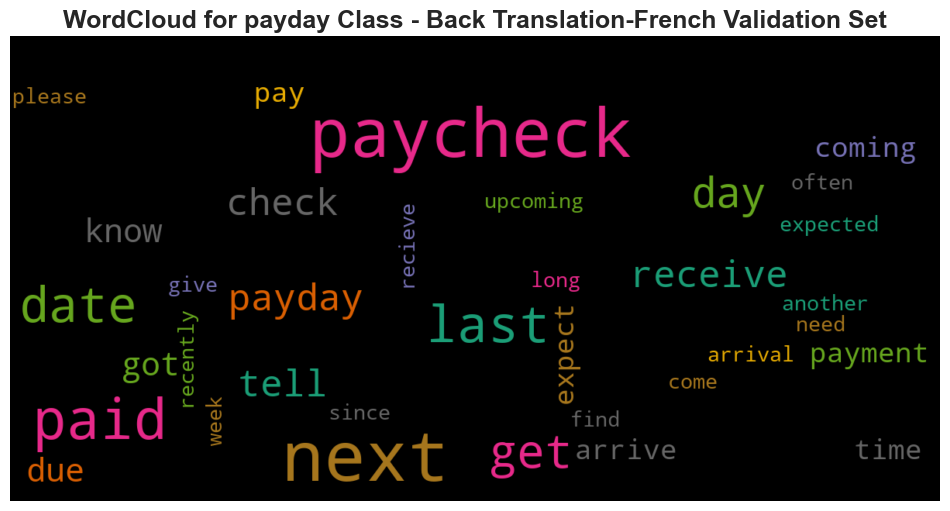 WordCloud for payday Class - Back Translation-French Validation Set
please
pay
paycheck
coming
often
day
check
upcoming
expected
know
recieve
receive
give
long
date
payday
another
last
need
expect
recently
got
arrival
payment
tell
come
paid
week
since
find
next
get
arrive
time
due